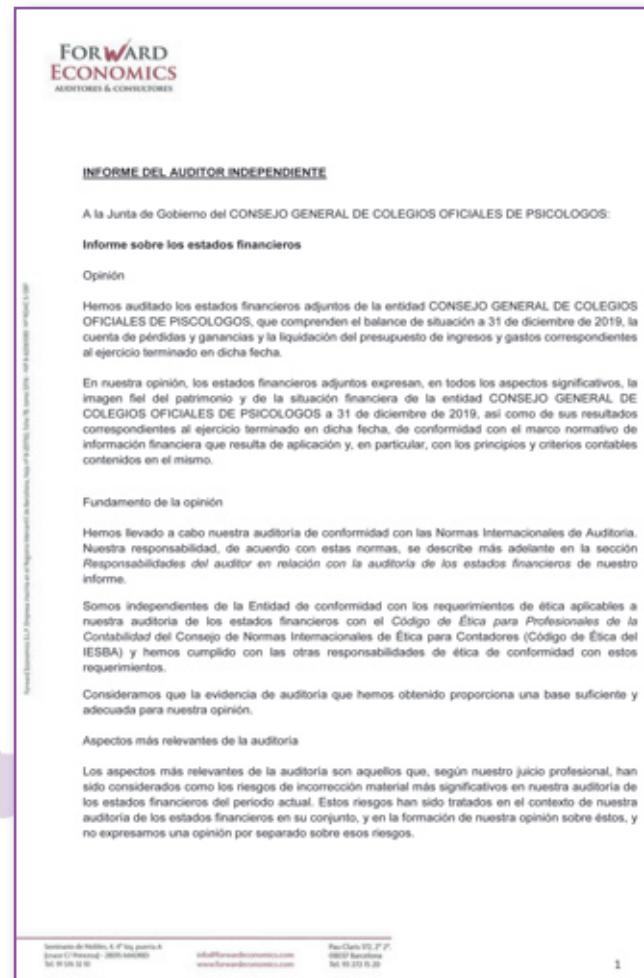 FORWARD
ECONOMICS
AUDITORES & CONSULTORES
INFORME DEL AUDITOR INDEPENDIENTE
A la Junta de Gobierno del CONSEJO GENERAL DE COLEGIOS OFICIALES DE PSICOLOGOS:
Informe sobre los estados financieros
Opinión
Hemos auditado los estados financieros adjuntos de la entidad CONSEJO GENERAL DE COLEGIOS
OFICIALES DE PISCOLOGOS, que comprenden el balance de situación a 31 de diciembre de 2019, la
cuenta de pérdidas y ganancias y la liquidación del presupuesto de ingresos y gastos correspondientes
al ejercicio terminado en dicha fecha.
En nuestra opinión, los estados financieros adjuntos expresan, en todos los aspectos significativos, la
imagen fiel del patrimonio y de la situación financiera de la entidad CONSEJO GENERAL DE
COLEGIOS OFICIALES DE PSICOLOGOS a 31 de diciembre de 2019, así como de sus resultados
correspondientes al ejercicio terminado en dicha fecha, de conformidad con el marco normativo de
información financiera que resulta de aplicación y, en particular, con los principios y criterios contables
contenidos en el mismo.
Fundamento de la opinión
Hemos llevado a cabo nuestra auditoría de conformidad con las Normas Internacionales de Auditoria.
Nuestra responsabilidad, de acuerdo con estas normas, se describe más adelante en la sección
Responsabilidades del auditor en relación con la auditoría de los estados financieros de nuestro
informe.
Somos independientes de la Entidad de conformidad con los requerimientos de ética aplicables a
nuestra auditoría de los estados financieros con el Código de Ética para Profesionales de la
Contabilidad del Consejo de Normas Internacionales de Ética para Contadores (Código de Ética del
IESBA) y hemos cumplido con las otras responsabilidades de ética de conformidad con estos
requerimientos.
Consideramos que la evidencia de auditoría que hemos obtenido proporciona una base suficiente y
adecuada para nuestra opinión.
Aspectos más relevantes de la auditoría
Los aspectos más relevantes de la auditoría son aquellos que, según nuestro juicio profesional, han
sido considerados como los riesgos de incorrección material más significativos en nuestra auditoría de
los estados financieros del periodo actual. Estos riesgos han sido tratados en el contexto de nuestra
auditoría de los estados financieros en su conjunto, y en la formación de nuestra opinión sobre éstos, y
no expresamos una opinión por separado sobre esos riesgos.
info@forwardeconomics.com
www.forwardeconomics.com
1